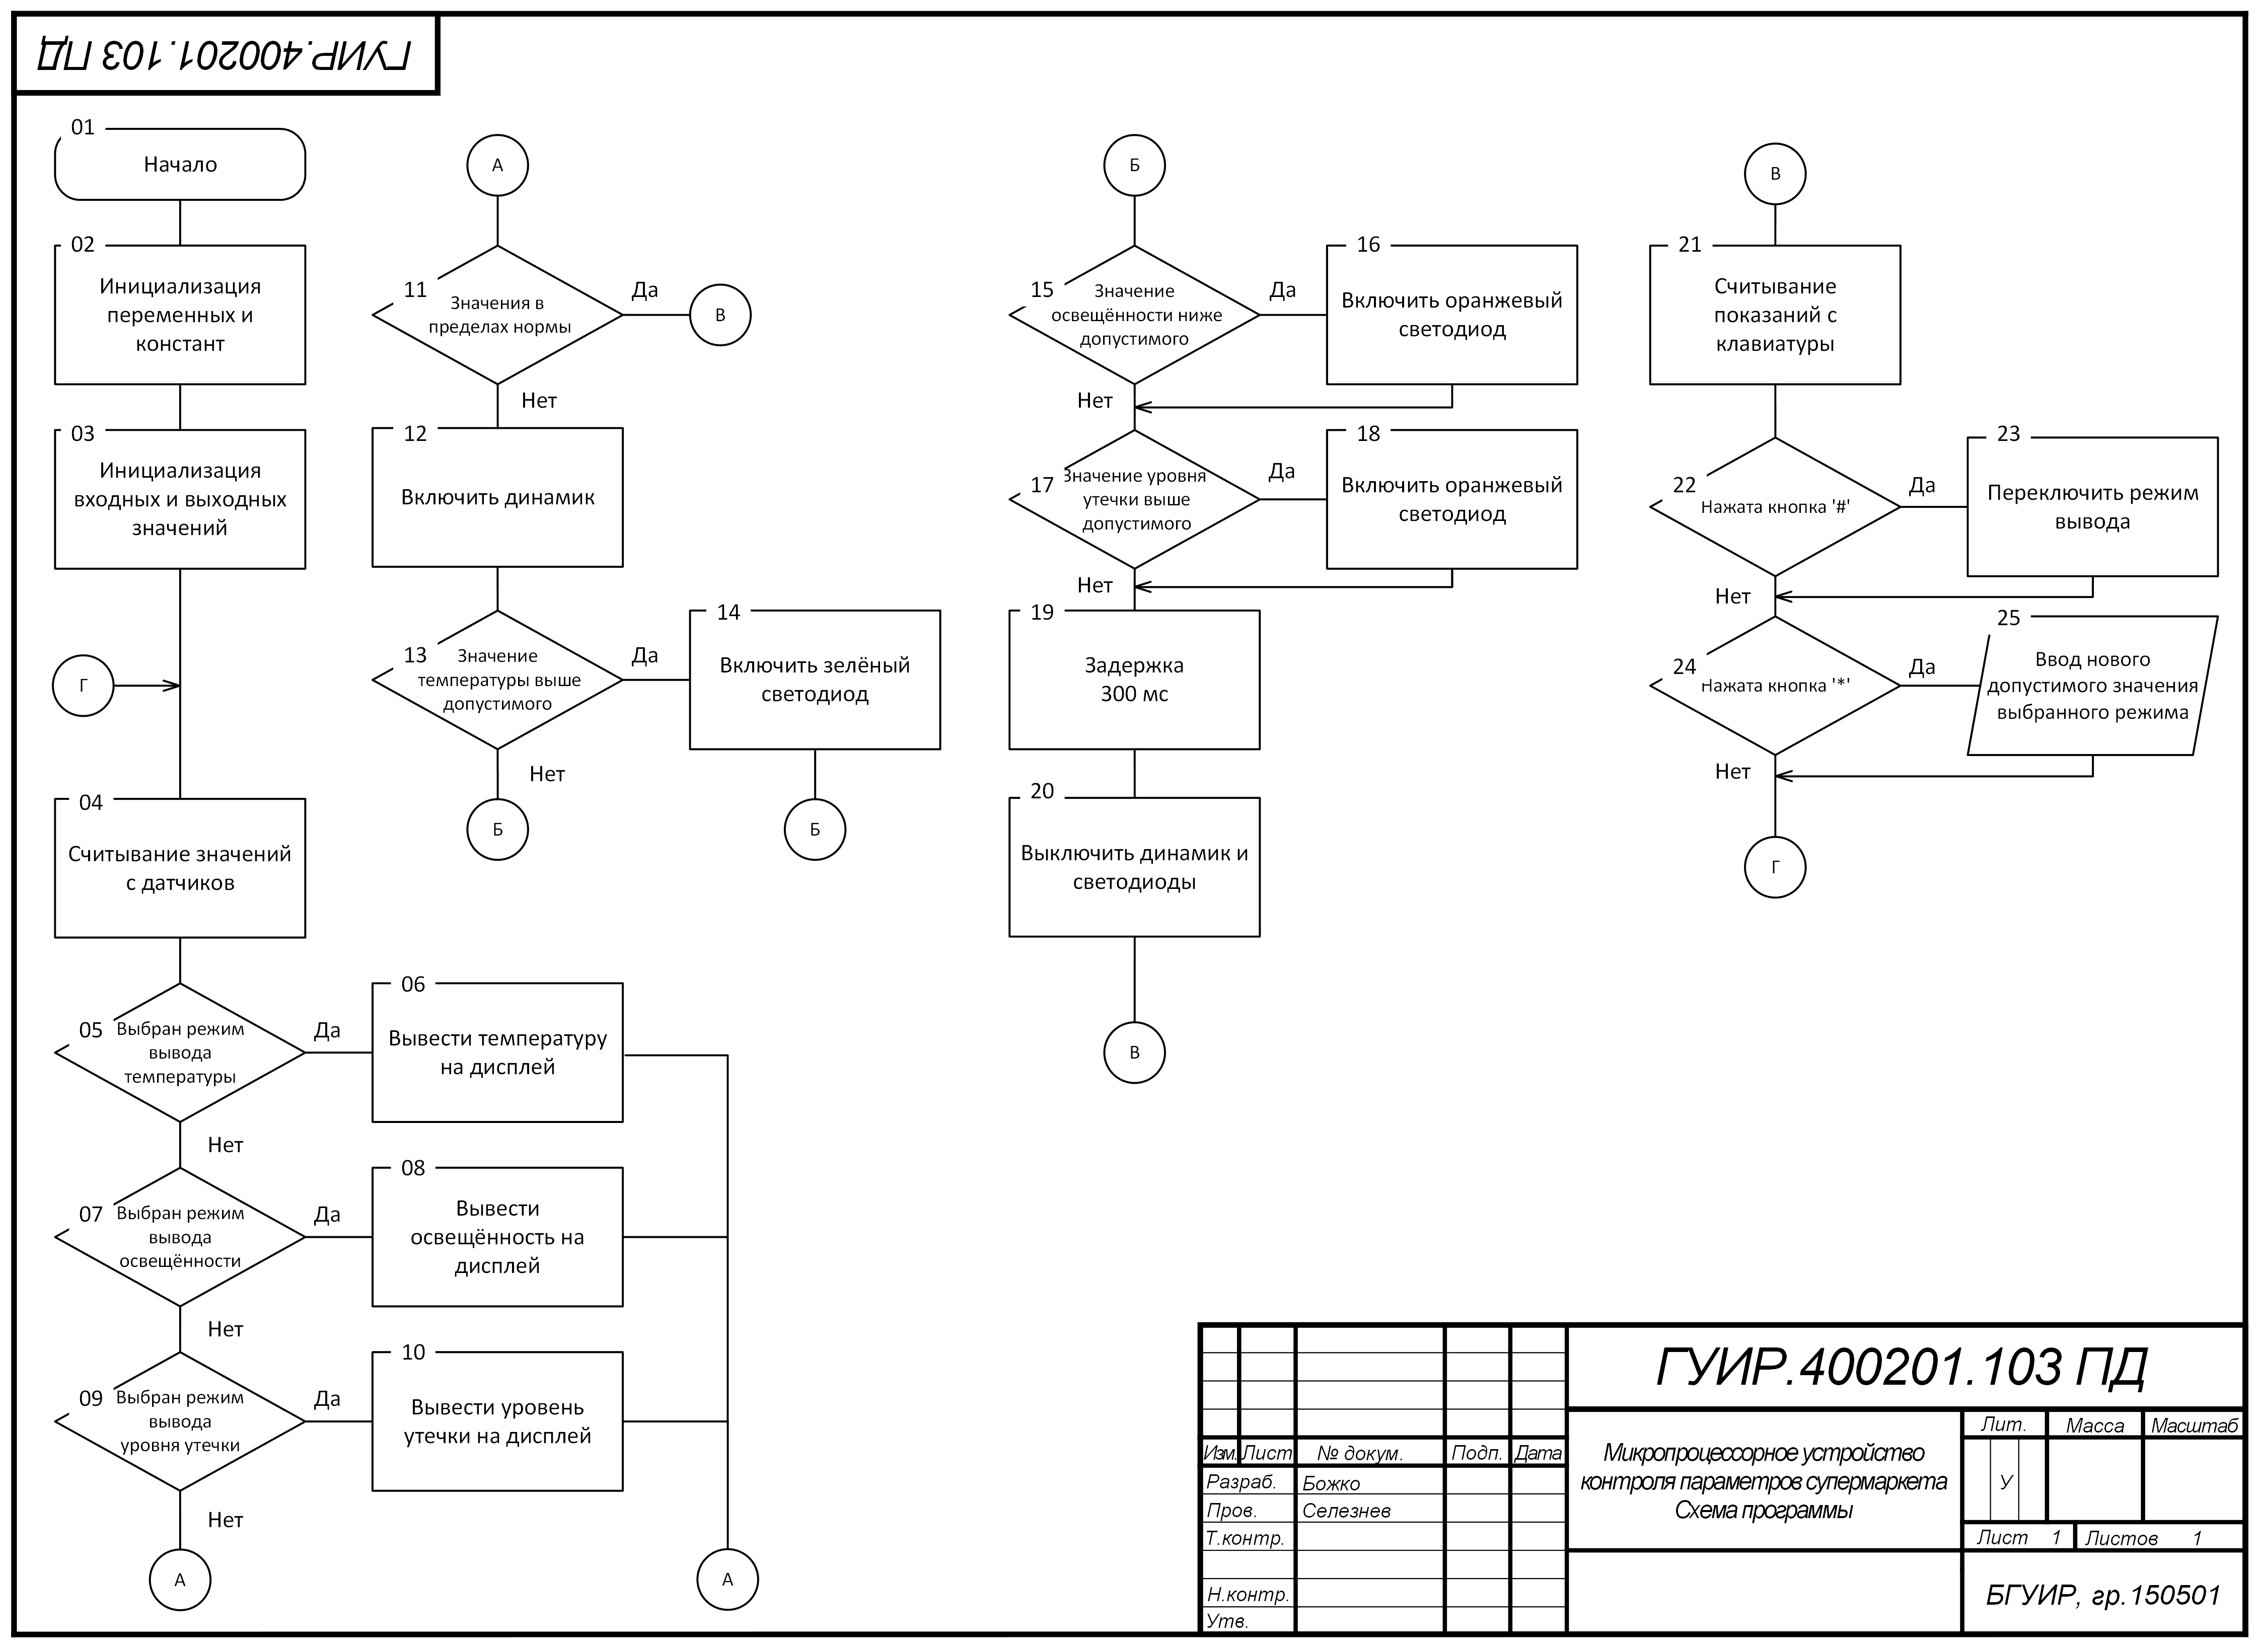 ГУИР.400201.103 ПД
01
Начало
02
Инициализация
переменных и
констант
03
Инициализация
входных и выходных
значений
Г
04
Считывание значений
с датчиков
05
Выбран режим
вывода
температуры
Да
Нет
06
Вывести температуру
на дисплей
07
Выбран режим
вывода
освещённости
Да
Нет
08
Вывести
освещённость на
дисплей
09
Выбран режим
вывода
уровня утечки
Да
Нет
10
Вывести уровень
утечки на дисплей
А
А
А
11
Значения в
пределах нормы
Да
В
Нет
12
Включить динамик
13
Значение
температуры выше
допустимого
Да
Нет
14
Включить зелёный
светодиод
Б
Б
Б
15
Значение
освещённости ниже
допустимого
Да
Нет
16
Включить оранжевый
светодиод
17
Значение уровня
утечки выше
допустимого
Да
Нет
18
Включить оранжевый
светодиод
19
Задержка
300 мс
20
Выключить динамик и
светодиоды
В
В
21
Считывание
показаний с
клавиатуры
22
Нажата кнопка '#'
Да
Нет
23
Переключить режим
вывода
24
Нажата кнопка '*'
Да
Нет
25
Ввод нового
допустимого значения
выбранного режима
Г
ГУИР.400201.103 ПД
Изм. Лист № докум. Подп. Дата
Разраб. Божко
Пров. Селезнев
Т.контр.
Н.контр.
Утв.
Микропроцессорное устройство
контроля параметров супермаркета
Схема программы
Лит. Масса Масштаб
У
Лист 1 Листов 1
БГУИР, гр.150501